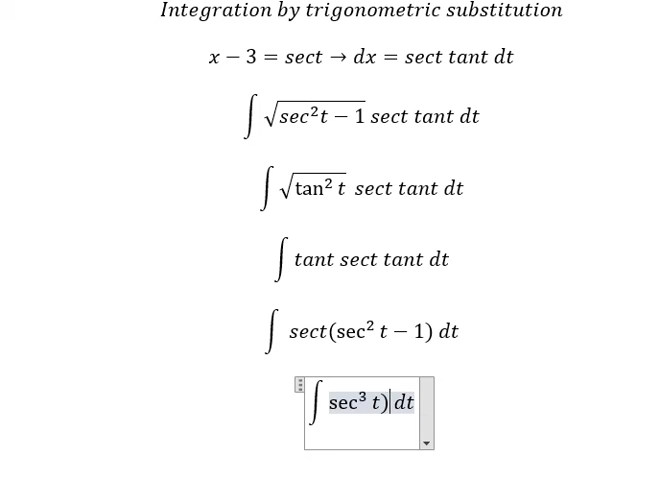 Integration by trigonometric substitution
x − 3 = sect → dx = sect tant dt
∫ √(sec²t − 1) sect tant dt
∫ √(tan² t) sect tant dt
∫ tant sect tant dt
∫ sect(sec² t − 1) dt
∫ sec³ t) dt